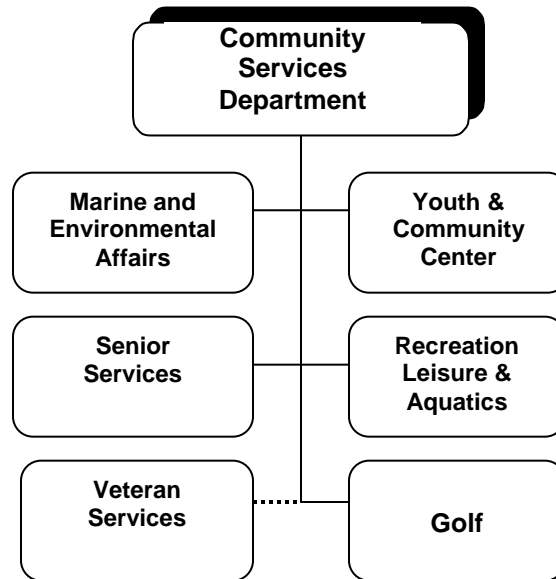 Community
Services
Department
Marine and
Environmental
Affairs
Youth &
Community
Center
Senior
Services
Recreation
Leisure &
Aquatics
Veteran
Services
Golf